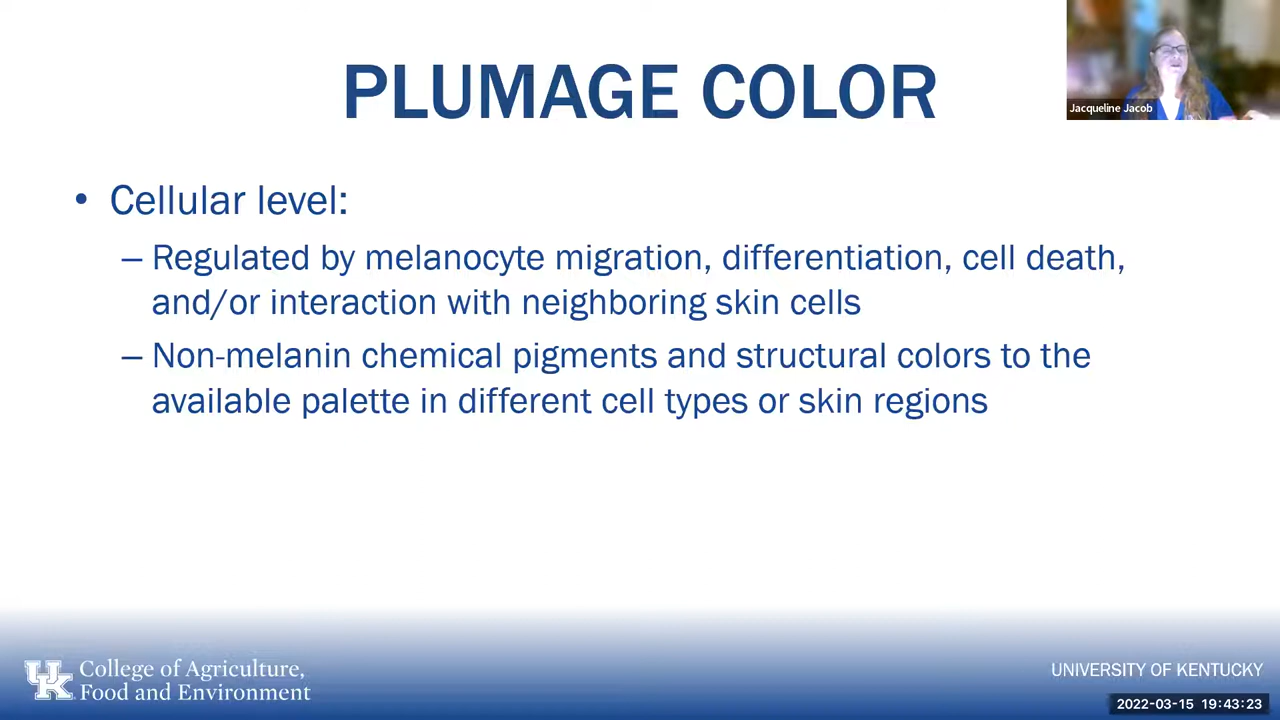 PLUMAGE COLOR
Jacqueline Jacob
• Cellular level:
– Regulated by melanocyte migration, differentiation, cell death,
and/or interaction with neighboring skin cells
– Non-melanin chemical pigments and structural colors to the
available palette in different cell types or skin regions
UK
College of Agriculture,
Food and Environment
UNIVERSITY OF KENTUCKY
2022-03-15 19:43:23